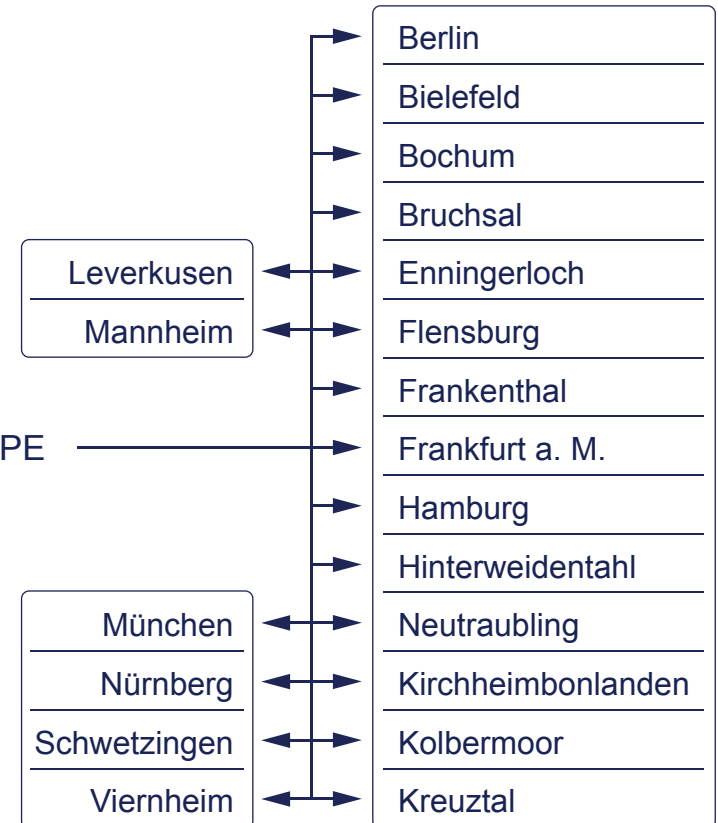 Berlin
Bielefeld
Bochum
Bruchsal
Leverkusen
Enningerloch
Mannheim
Flensburg
Frankenthal
PE
Frankfurt a. M.
Hamburg
Hinterweidentahl
München
Neutraubling
Nürnberg
Kirchheimbonlanden
Schwetzingen
Kolbermoor
Viernheim
Kreuztal